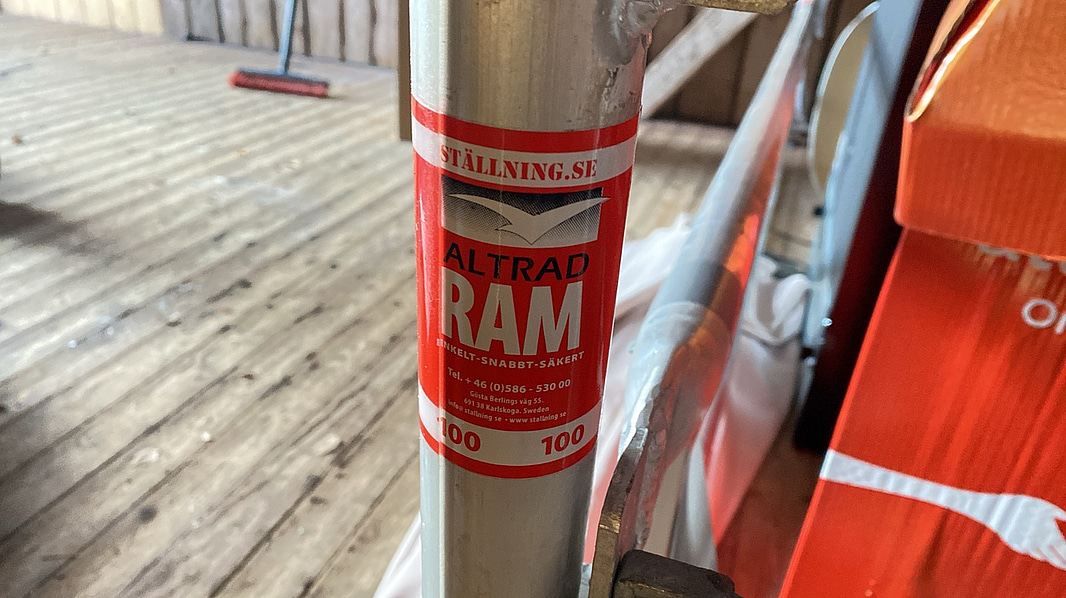 STÄLLNING.SE
ALTRAD
RAM
ENKELT-SNABBT-SÄKERT
Tel. + 46 (0)586 - 530 00
Gösta Berlings väg 55.
691 38 Karlskoga. Sweden
info@stallning.se - www.stallning.se
100 100